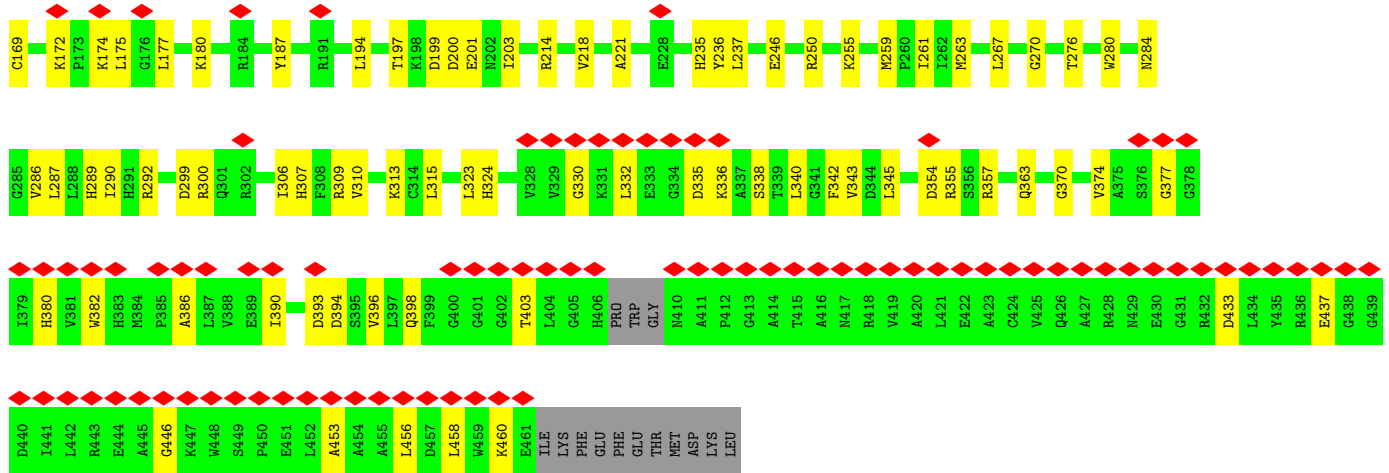 C169 K172 P173 K174 L175 G176 L177 K180 R184 Y187 R191 L194 T197 K198 D199 D200 E201 N202 I203 R214 V218 A221 E228 H235 Y236 L237 E246 R250 K255 M259 P260 I261 I262 M263 L267 G270 T276 W280 N284
G285 V286 L287 L288 H289 I290 H291 R292 D299 R300 Q301 R302 I306 H307 F308 R309 V310 K313 C314 L315 L323 H324 V328 V329 G330 K331 L332 E333 G334 D335 K336 A337 S338 T339 L340 G341 F342 V343 D344 L345 D354 R355 S356 R357 Q363 G370 V374 A375 S376 G377 G378
I379 H380 V381 W382 H383 M384 P385 A386 L387 V388 E389 I390 D393 D394 S395 V396 L397 Q398 F399 G400 G401 G402 T403 L404 G405 H406 PRO TRP GLY N410 A411 P412 G413 A414 T415 A416 N417 R418 V419 A420 L421 E422 A423 C424 V425 Q426 A427 R428 N429 E430 G431 R432 D433 L434 Y435 R436 E437 G438 G439
D440 I441 L442 R443 E444 A445 G446 K447 W448 S449 P450 E451 L452 A453 A454 A455 L456 D457 L458 W459 K460 E461 ILE LYS PHE GLU PHE GLU THR MET ASP LYS LEU